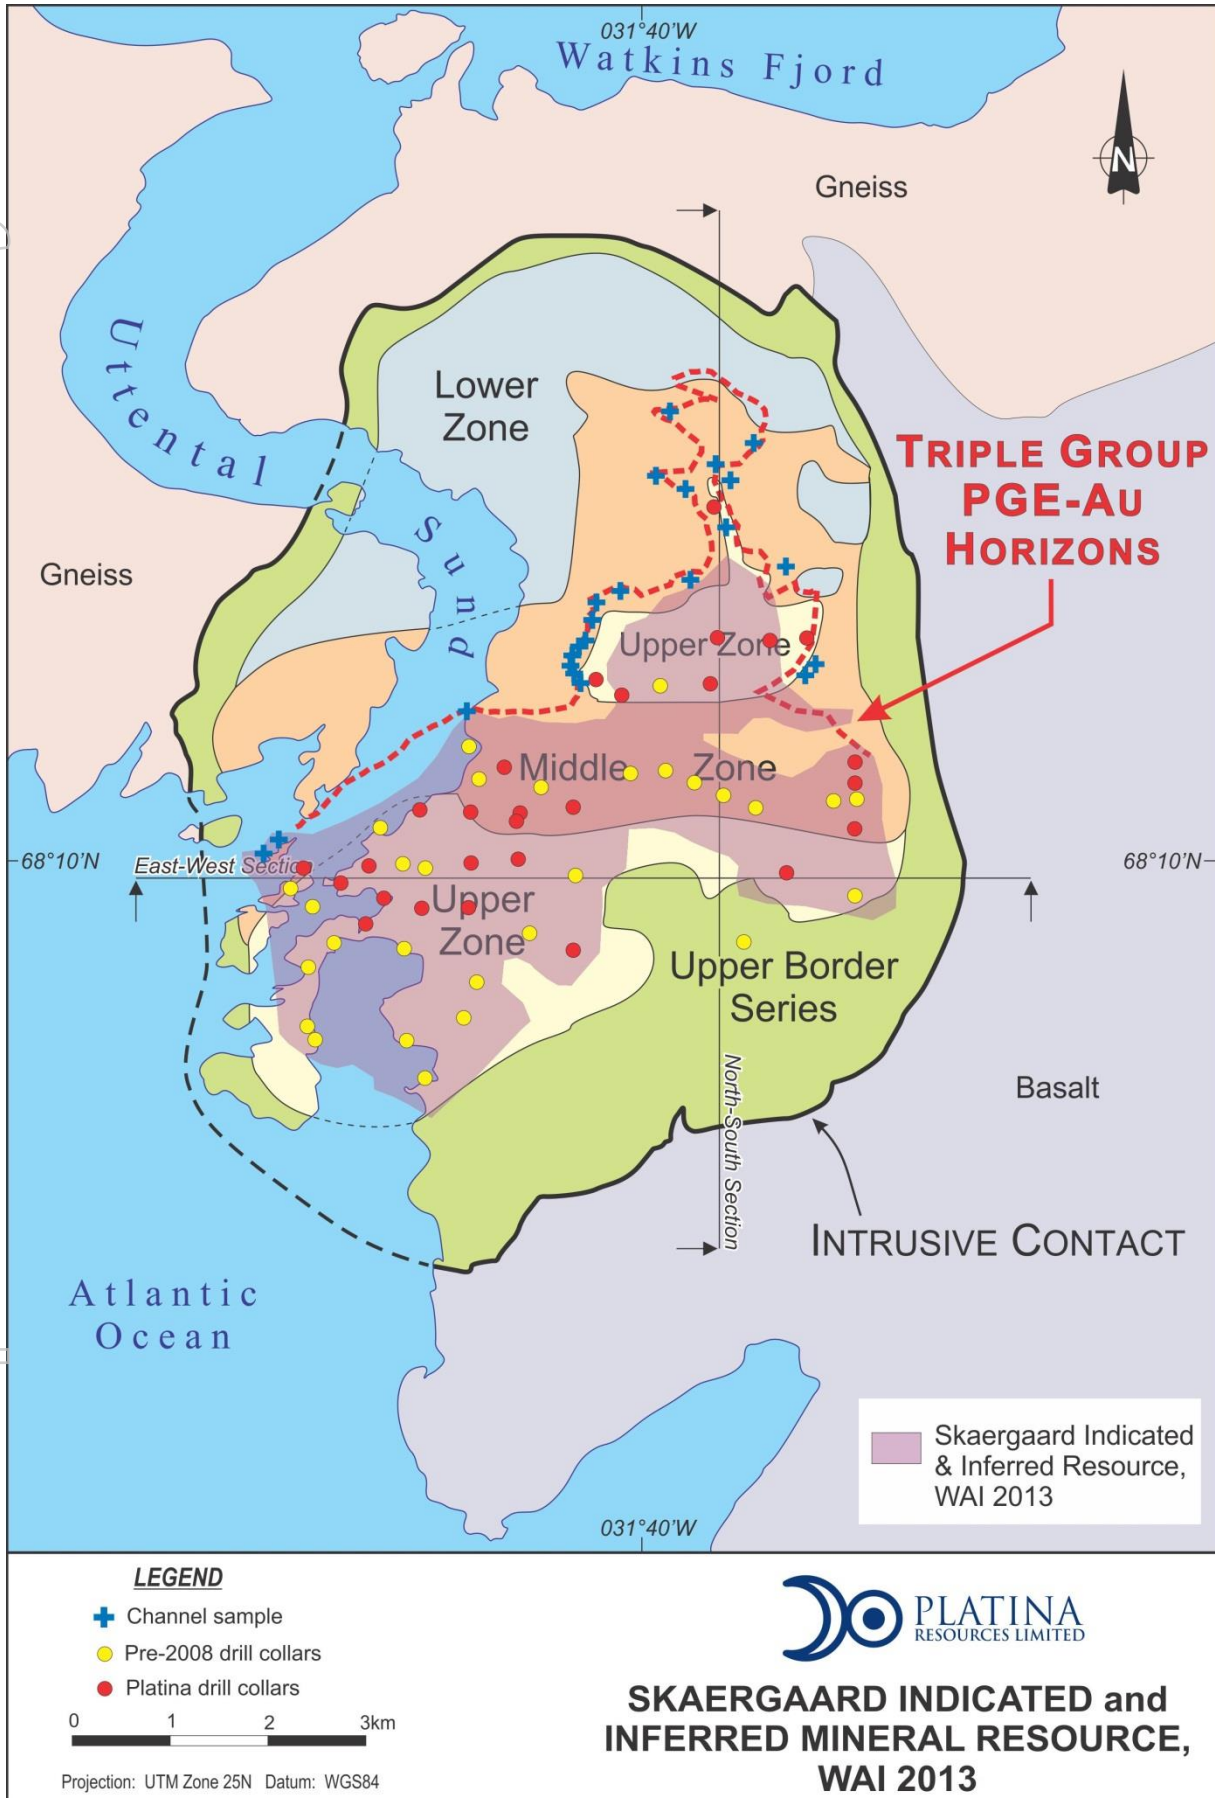 031°40'W
Watkins Fjord
N
Gneiss
Uttental
Sund
Lower
Zone
TRIPLE GROUP
PGE-AU
HORIZONS
Gneiss
Upper Zone
Middle Zone
68°10'N
68°10'N
East-West Section
Upper
Zone
Upper Border
Series
North-South Section
Basalt
INTRUSIVE CONTACT
Atlantic
Ocean
Skaergaard Indicated
& Inferred Resource,
WAI 2013
031°40'W
LEGEND
Channel sample
Pre-2008 drill collars
Platina drill collars
0 1 2 3km
Projection: UTM Zone 25N Datum: WGS84
PLATINA
RESOURCES LIMITED
SKAERGAARD INDICATED and
INFERRED MINERAL RESOURCE,
WAI 2013